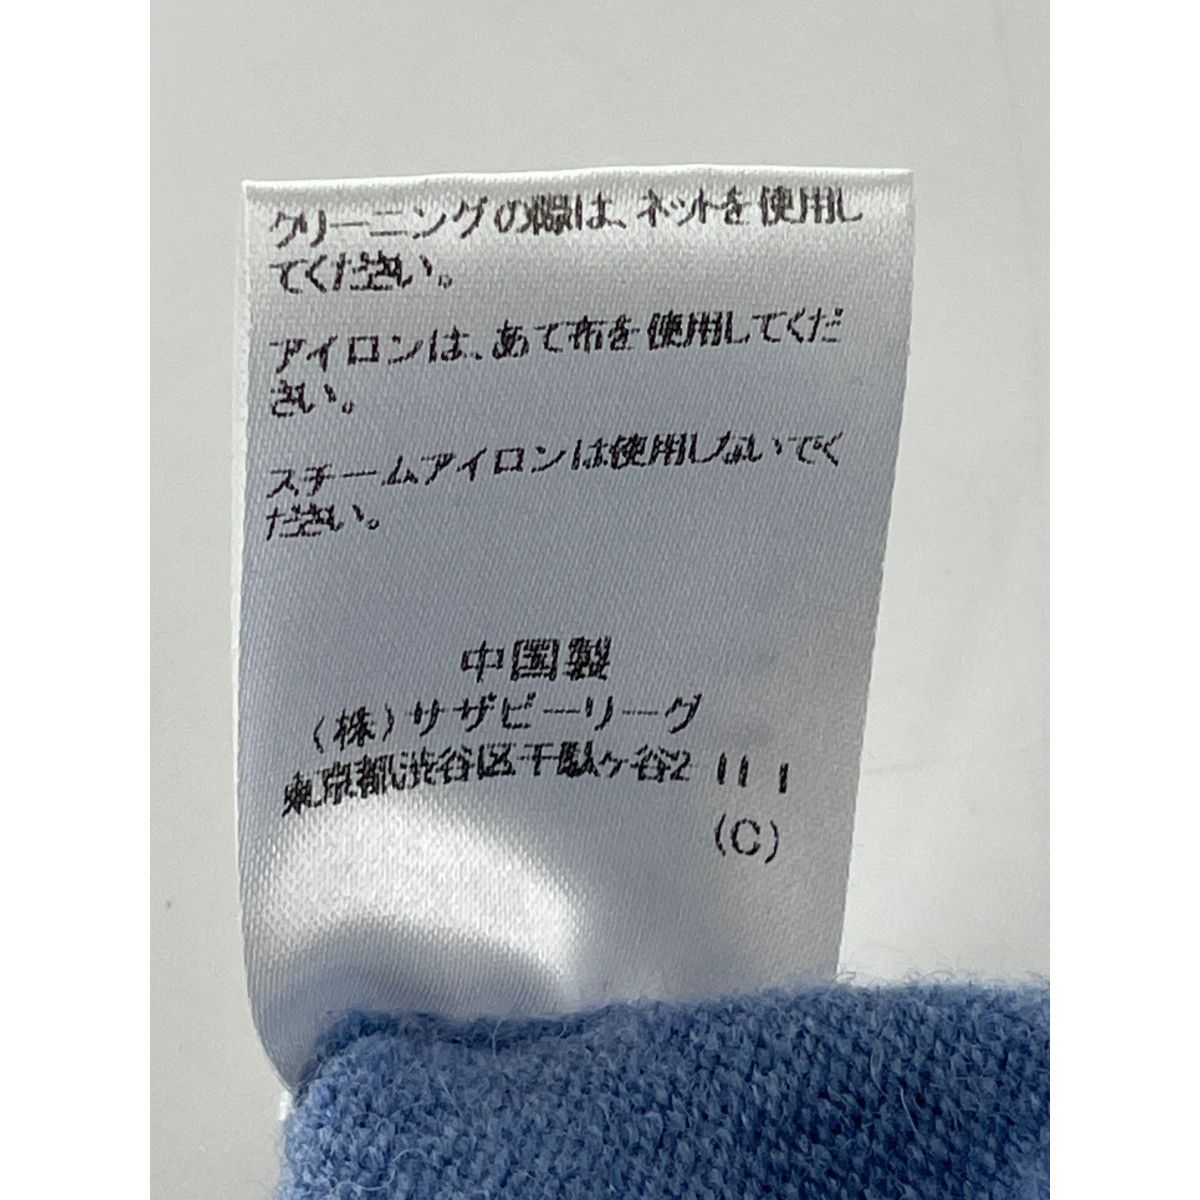 クリーニングの際は、ネットを使用し
てください。
アイロンは、あて布を使用してくだ
さい。
スチームアイロンは使用しないでく
ださい。
中国製
(株)サザビーリーグ
東京都渋谷区千駄ヶ谷2 11 1
(C)